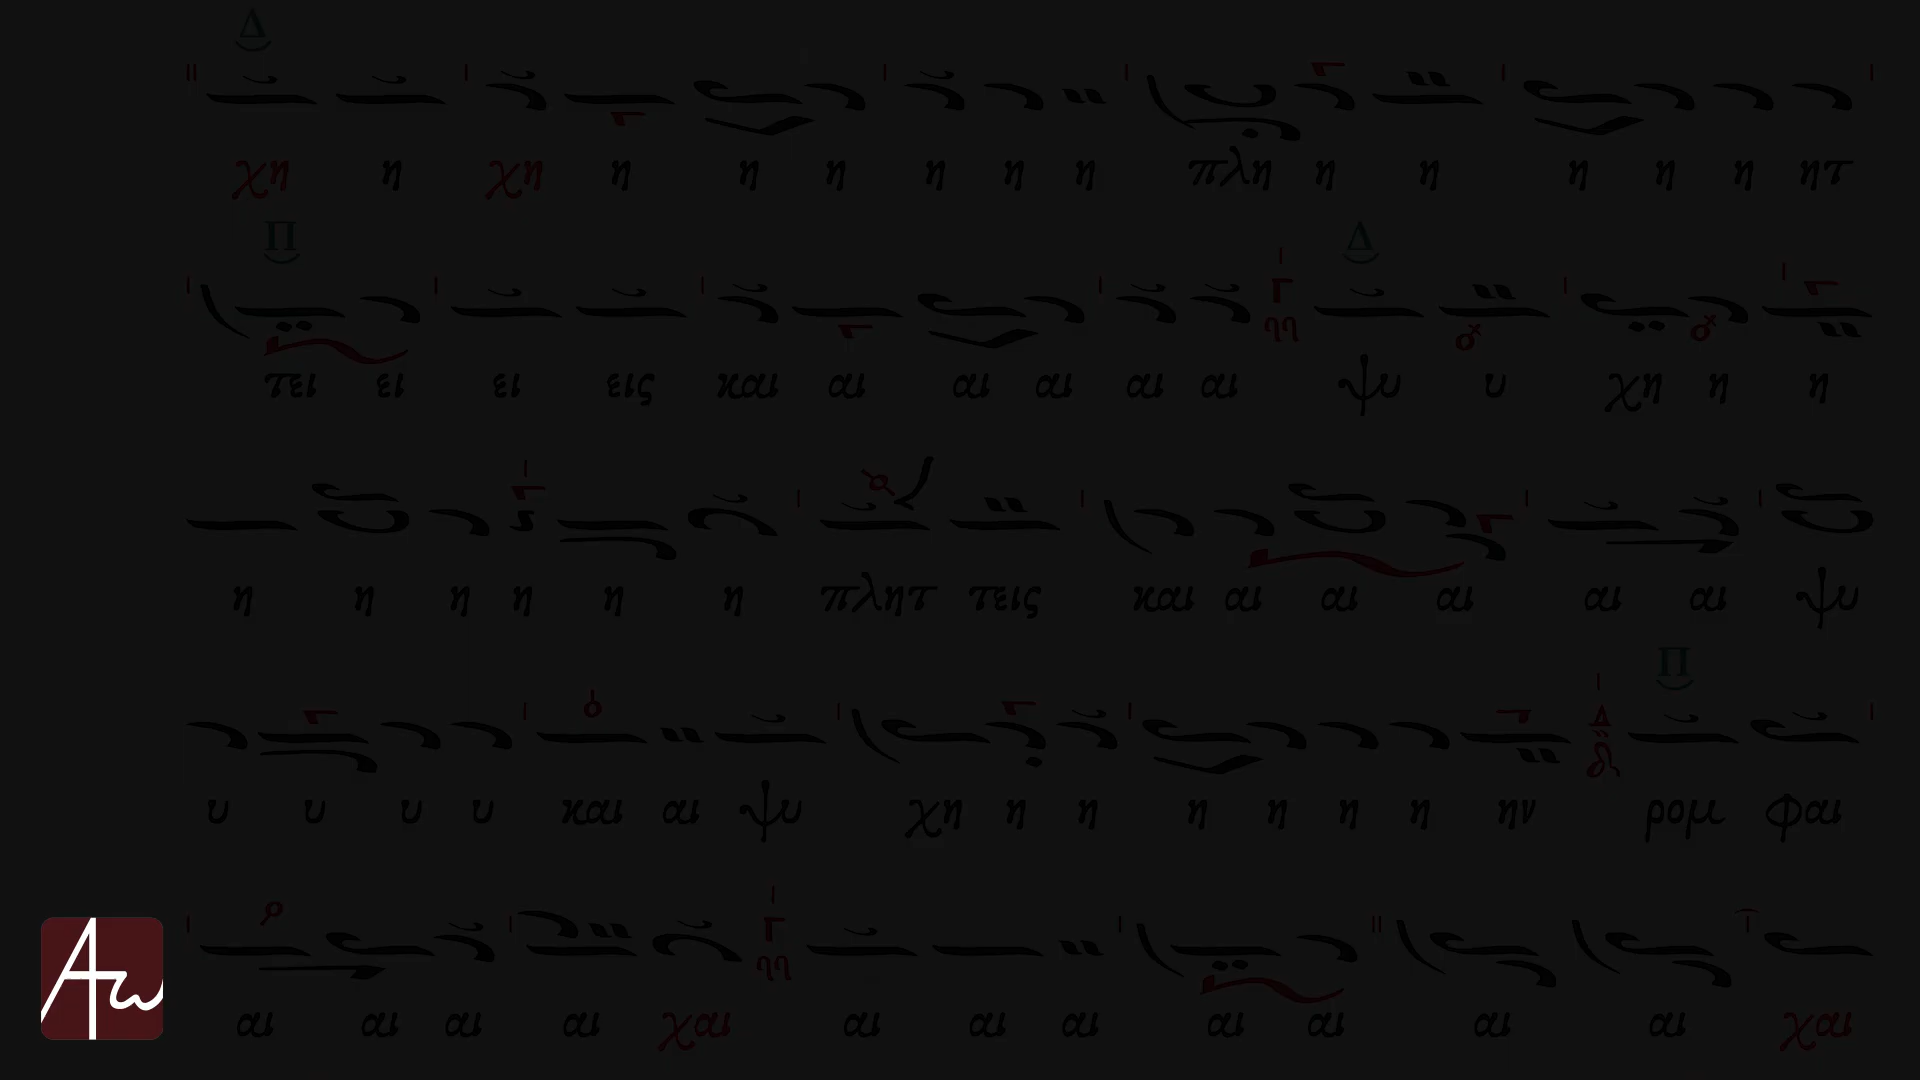 Δ
χη η χη η η η η η η πλη η η η η η ητ
Π Δ
τει ει ει εις και αι αι αι αι αι ψυ υ χη η η
η η η η η η πλητ τεις και αι αι αι αι αι ψυ
Π
υ υ υ υ και αι ψυ χη η η η η η η ην ρομ φαι
αι αι αι αι χαι αι αι αι αι αι αι αι χαι
Αω